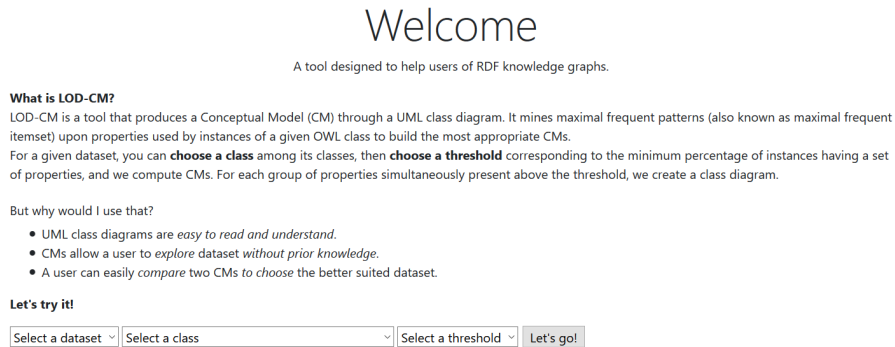 Welcome
A tool designed to help users of RDF knowledge graphs.
What is LOD-CM?
LOD-CM is a tool that produces a Conceptual Model (CM) through a UML class diagram. It mines maximal frequent patterns (also known as maximal frequent
itemset) upon properties used by instances of a given OWL class to build the most appropriate CMs.
For a given dataset, you can choose a class among its classes, then choose a threshold corresponding to the minimum percentage of instances having a set
of properties, and we compute CMs. For each group of properties simultaneously present above the threshold, we create a class diagram.
But why would I use that?
• UML class diagrams are easy to read and understand.
• CMs allow a user to explore dataset without prior knowledge.
• A user can easily compare two CMs to choose the better suited dataset.
Let's try it!
Select a dataset Select a class Select a threshold Let's go!